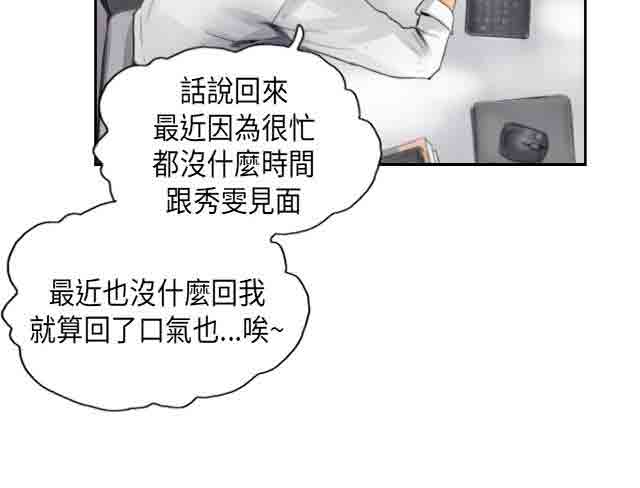 話說回來
最近因為很忙
都沒什麼時間
跟秀雯見面
最近也沒什麼回我
就算回了口氣也...唉~